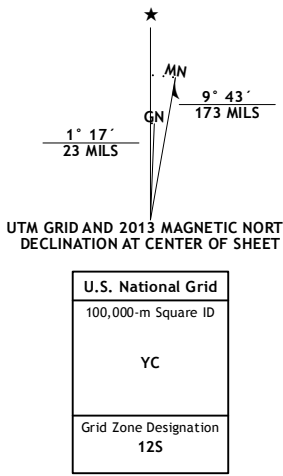 ★
MN
GN
9° 43´
173 MILS
1° 17´
23 MILS
UTM GRID AND 2013 MAGNETIC NORT
DECLINATION AT CENTER OF SHEET
U.S. National Grid
100,000-m Square ID
YC
Grid Zone Designation
12S